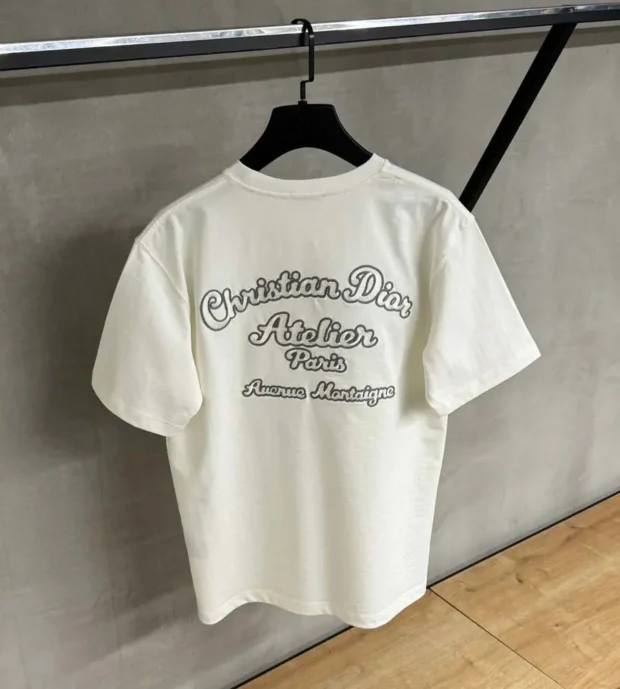 Christian Dior
Atelier
Paris
Avenue Montaigne